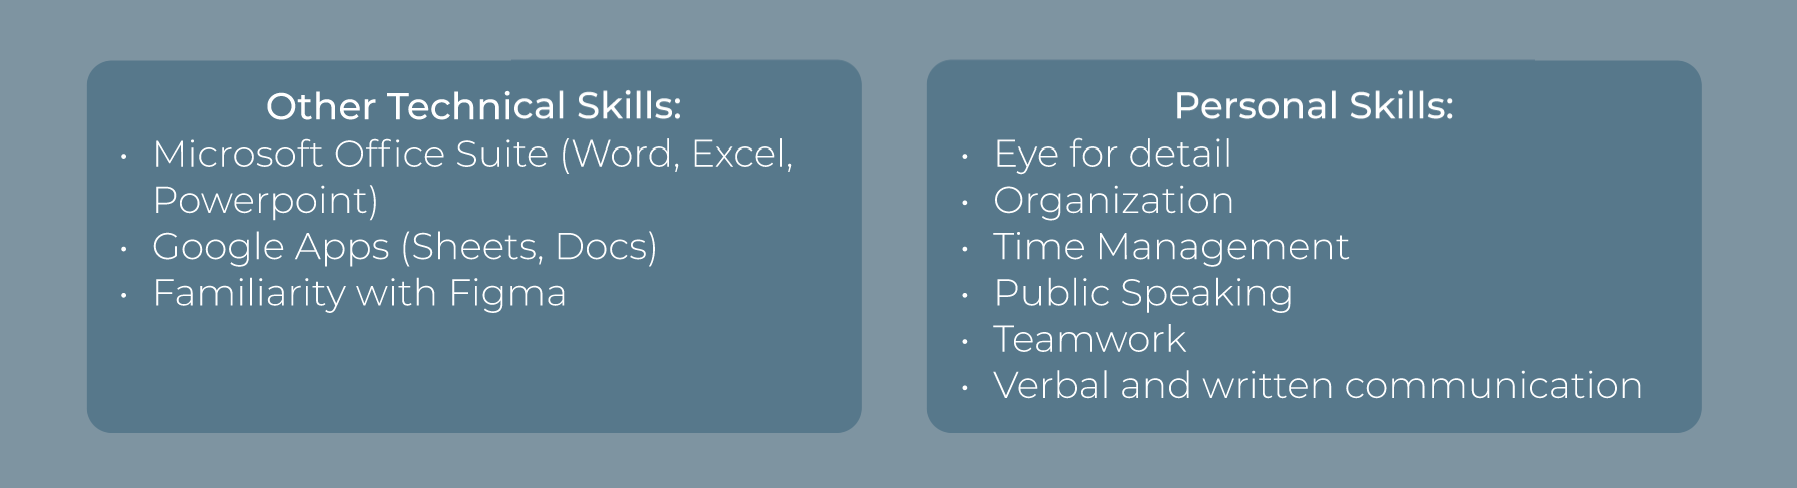 Other Technical Skills:
• Microsoft Office Suite (Word, Excel,
Powerpoint)
• Google Apps (Sheets, Docs)
• Familiarity with Figma
Personal Skills:
• Eye for detail
• Organization
• Time Management
• Public Speaking
• Teamwork
• Verbal and written communication